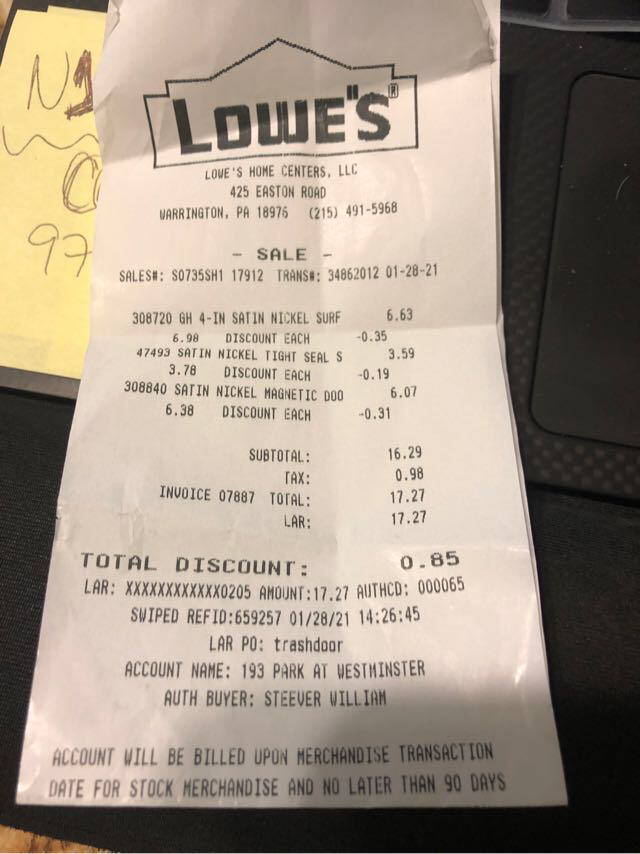 N1
C
97
LOWE'S®
LOWE'S HOME CENTERS, LLC
425 EASTON ROAD
WARRINGTON, PA 18976 (215) 491-5968
- SALE -
SALES#: S0735SH1 17912 TRANS#: 34862012 01-28-21
308720 GH 4-IN SATIN NICKEL SURF 6.63
6.98 DISCOUNT EACH -0.35
47493 SATIN NICKEL TIGHT SEAL S 3.59
3.78 DISCOUNT EACH -0.19
308840 SATIN NICKEL MAGNETIC DOO 6.07
6.38 DISCOUNT EACH -0.31
SUBTOTAL: 16.29
TAX: 0.98
INVOICE 07887 TOTAL: 17.27
LAR: 17.27
TOTAL DISCOUNT: 0.85
LAR: XXXXXXXXXXXX0205 AMOUNT:17.27 AUTHCD: 000065
SWIPED REFID:659257 01/28/21 14:26:45
LAR PO: trashdoor
ACCOUNT NAME: 193 PARK AT WESTMINSTER
AUTH BUYER: STEEVER WILLIAM
ACCOUNT WILL BE BILLED UPON MERCHANDISE TRANSACTION
DATE FOR STOCK MERCHANDISE AND NO LATER THAN 90 DAYS